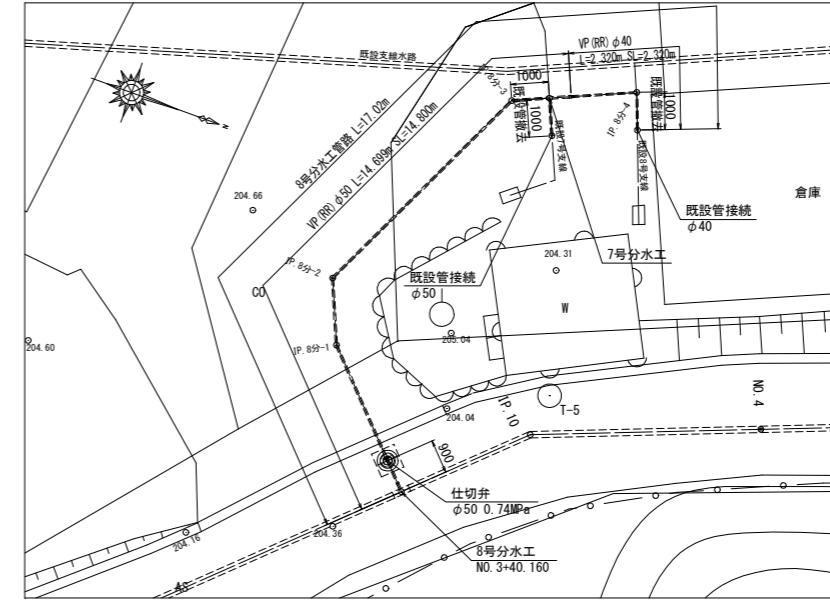 既設支線水路
VP(RR)φ40
L=2.320m SL=2.320m
IP.8分-3
1000
既設管撤去
1000
既設7号支線
既設管撤去
1000
IP.8分-4
既設8号支線
8号分水工管路 L=17.02m
VP(RR)φ50 L=14.699m SL=14.800m
N
204.66
倉庫
既設管接続
φ40
7号分水工
204.31
IP.8分-2
CO
既設管接続
φ50
W
205.04
204.60
IP.8分-1
204.04
IP.10
T-5
NO.4
900
仕切弁
φ50 0.74MPa
204.36
204.16
8号分水工
NO.3+40.160
AS